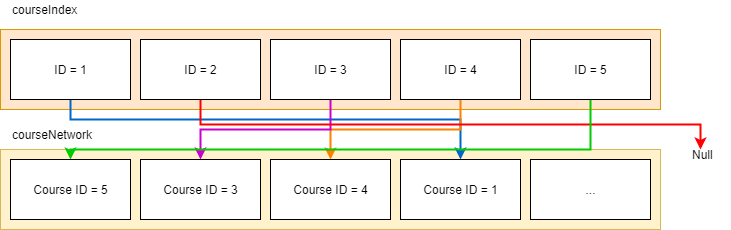 courseIndex
ID = 1
ID = 2
ID = 3
ID = 4
ID = 5
courseNetwork
Null
Course ID = 5
Course ID = 3
Course ID = 4
Course ID = 1
...